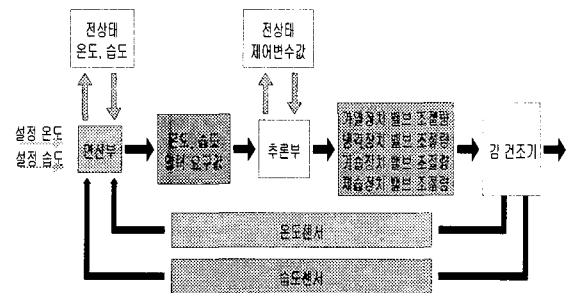 전상태
온도, 습도
전상태
제어변수값
설정 온도
설정 습도
연산부
온도, 습도
요구값
추론부
가열장치 밸브 조절량
냉각장치 밸브 조절량
가습장치 밸브 조절량
제습장치 밸브 조절량
감 건조기
온도센서
습도센서